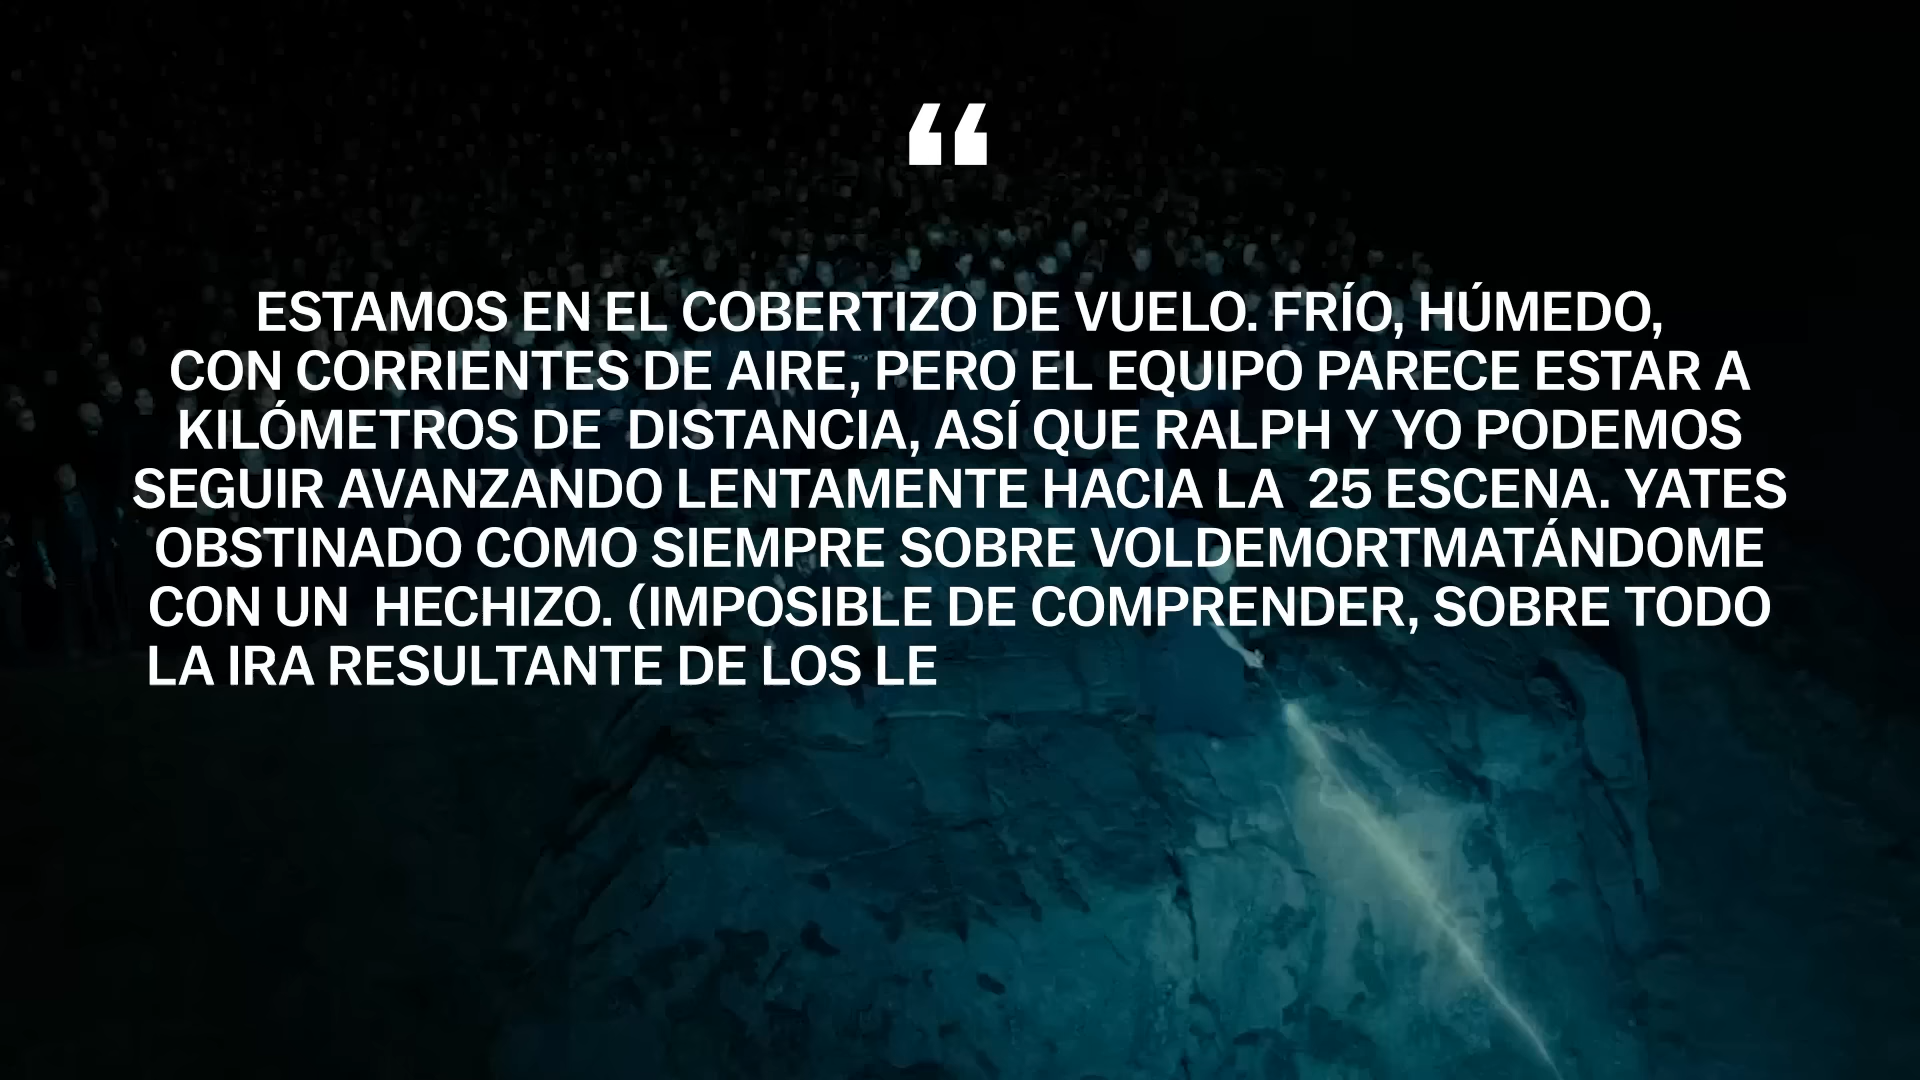 “
ESTAMOS EN EL COBERTIZO DE VUELO. FRÍO, HÚMEDO,
CON CORRIENTES DE AIRE, PERO EL EQUIPO PARECE ESTAR A
KILÓMETROS DE  DISTANCIA, ASÍ QUE RALPH Y YO PODEMOS
SEGUIR AVANZANDO LENTAMENTE HACIA LA  25 ESCENA. YATES
OBSTINADO COMO SIEMPRE SOBRE VOLDEMORTMATÁNDOME
CON UN  HECHIZO. (IMPOSIBLE DE COMPRENDER, SOBRE TODO
LA IRA RESULTANTE DE LOS LE